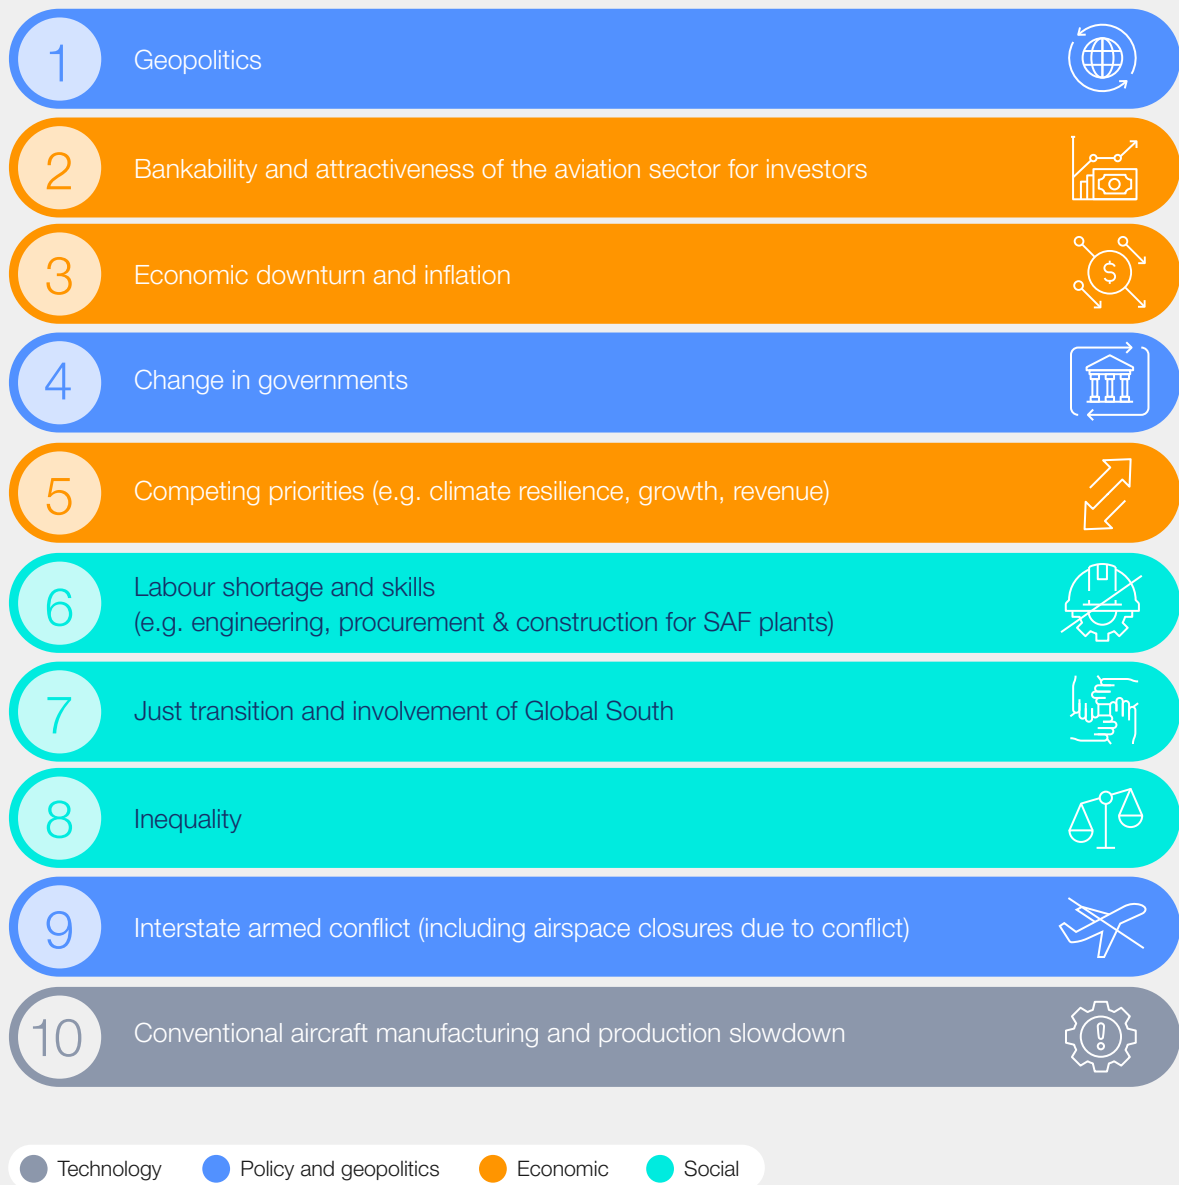 1
Geopolitics
2
Bankability and attractiveness of the aviation sector for investors
3
Economic downturn and inflation
$
4
Change in governments
5
Competing priorities (e.g. climate resilience, growth, revenue)
6
Labour shortage and skills
(e.g. engineering, procurement & construction for SAF plants)
7
Just transition and involvement of Global South
8
Inequality
9
Interstate armed conflict (including airspace closures due to conflict)
10
Conventional aircraft manufacturing and production slowdown
!
Technology Policy and geopolitics Economic Social